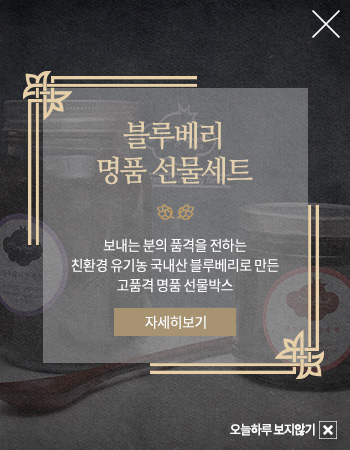 블루베리
명품 선물세트
보내는 분의 품격을 전하는
친환경 유기농 국내산 블루베리로 만든
고품격 명품 선물박스
자세히보기
오늘하루 보지않기